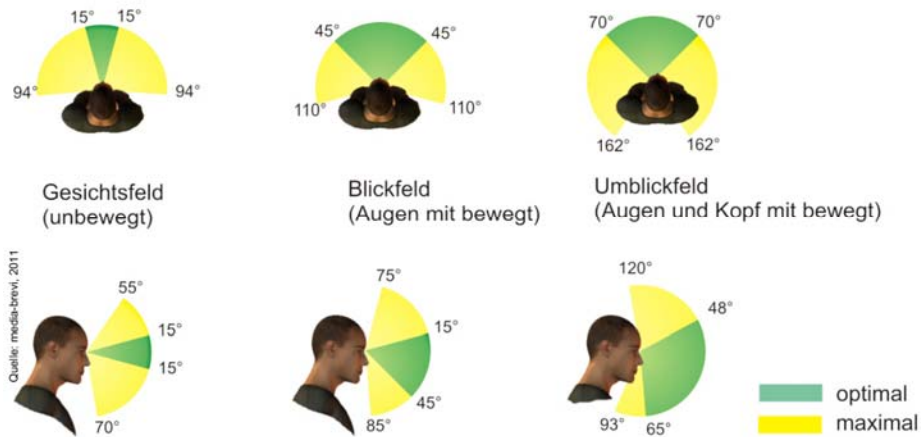 15° 15°
94° 94°
45° 45°
110° 110°
70° 70°
162° 162°
Gesichtsfeld
(unbewegt)
Blickfeld
(Augen mit bewegt)
Umblickfeld
(Augen und Kopf mit bewegt)
Quelle: media-brevi, 2011
55°
15°
15°
70°
75°
15°
45°
85°
120°
48°
93° 65°
optimal
maximal